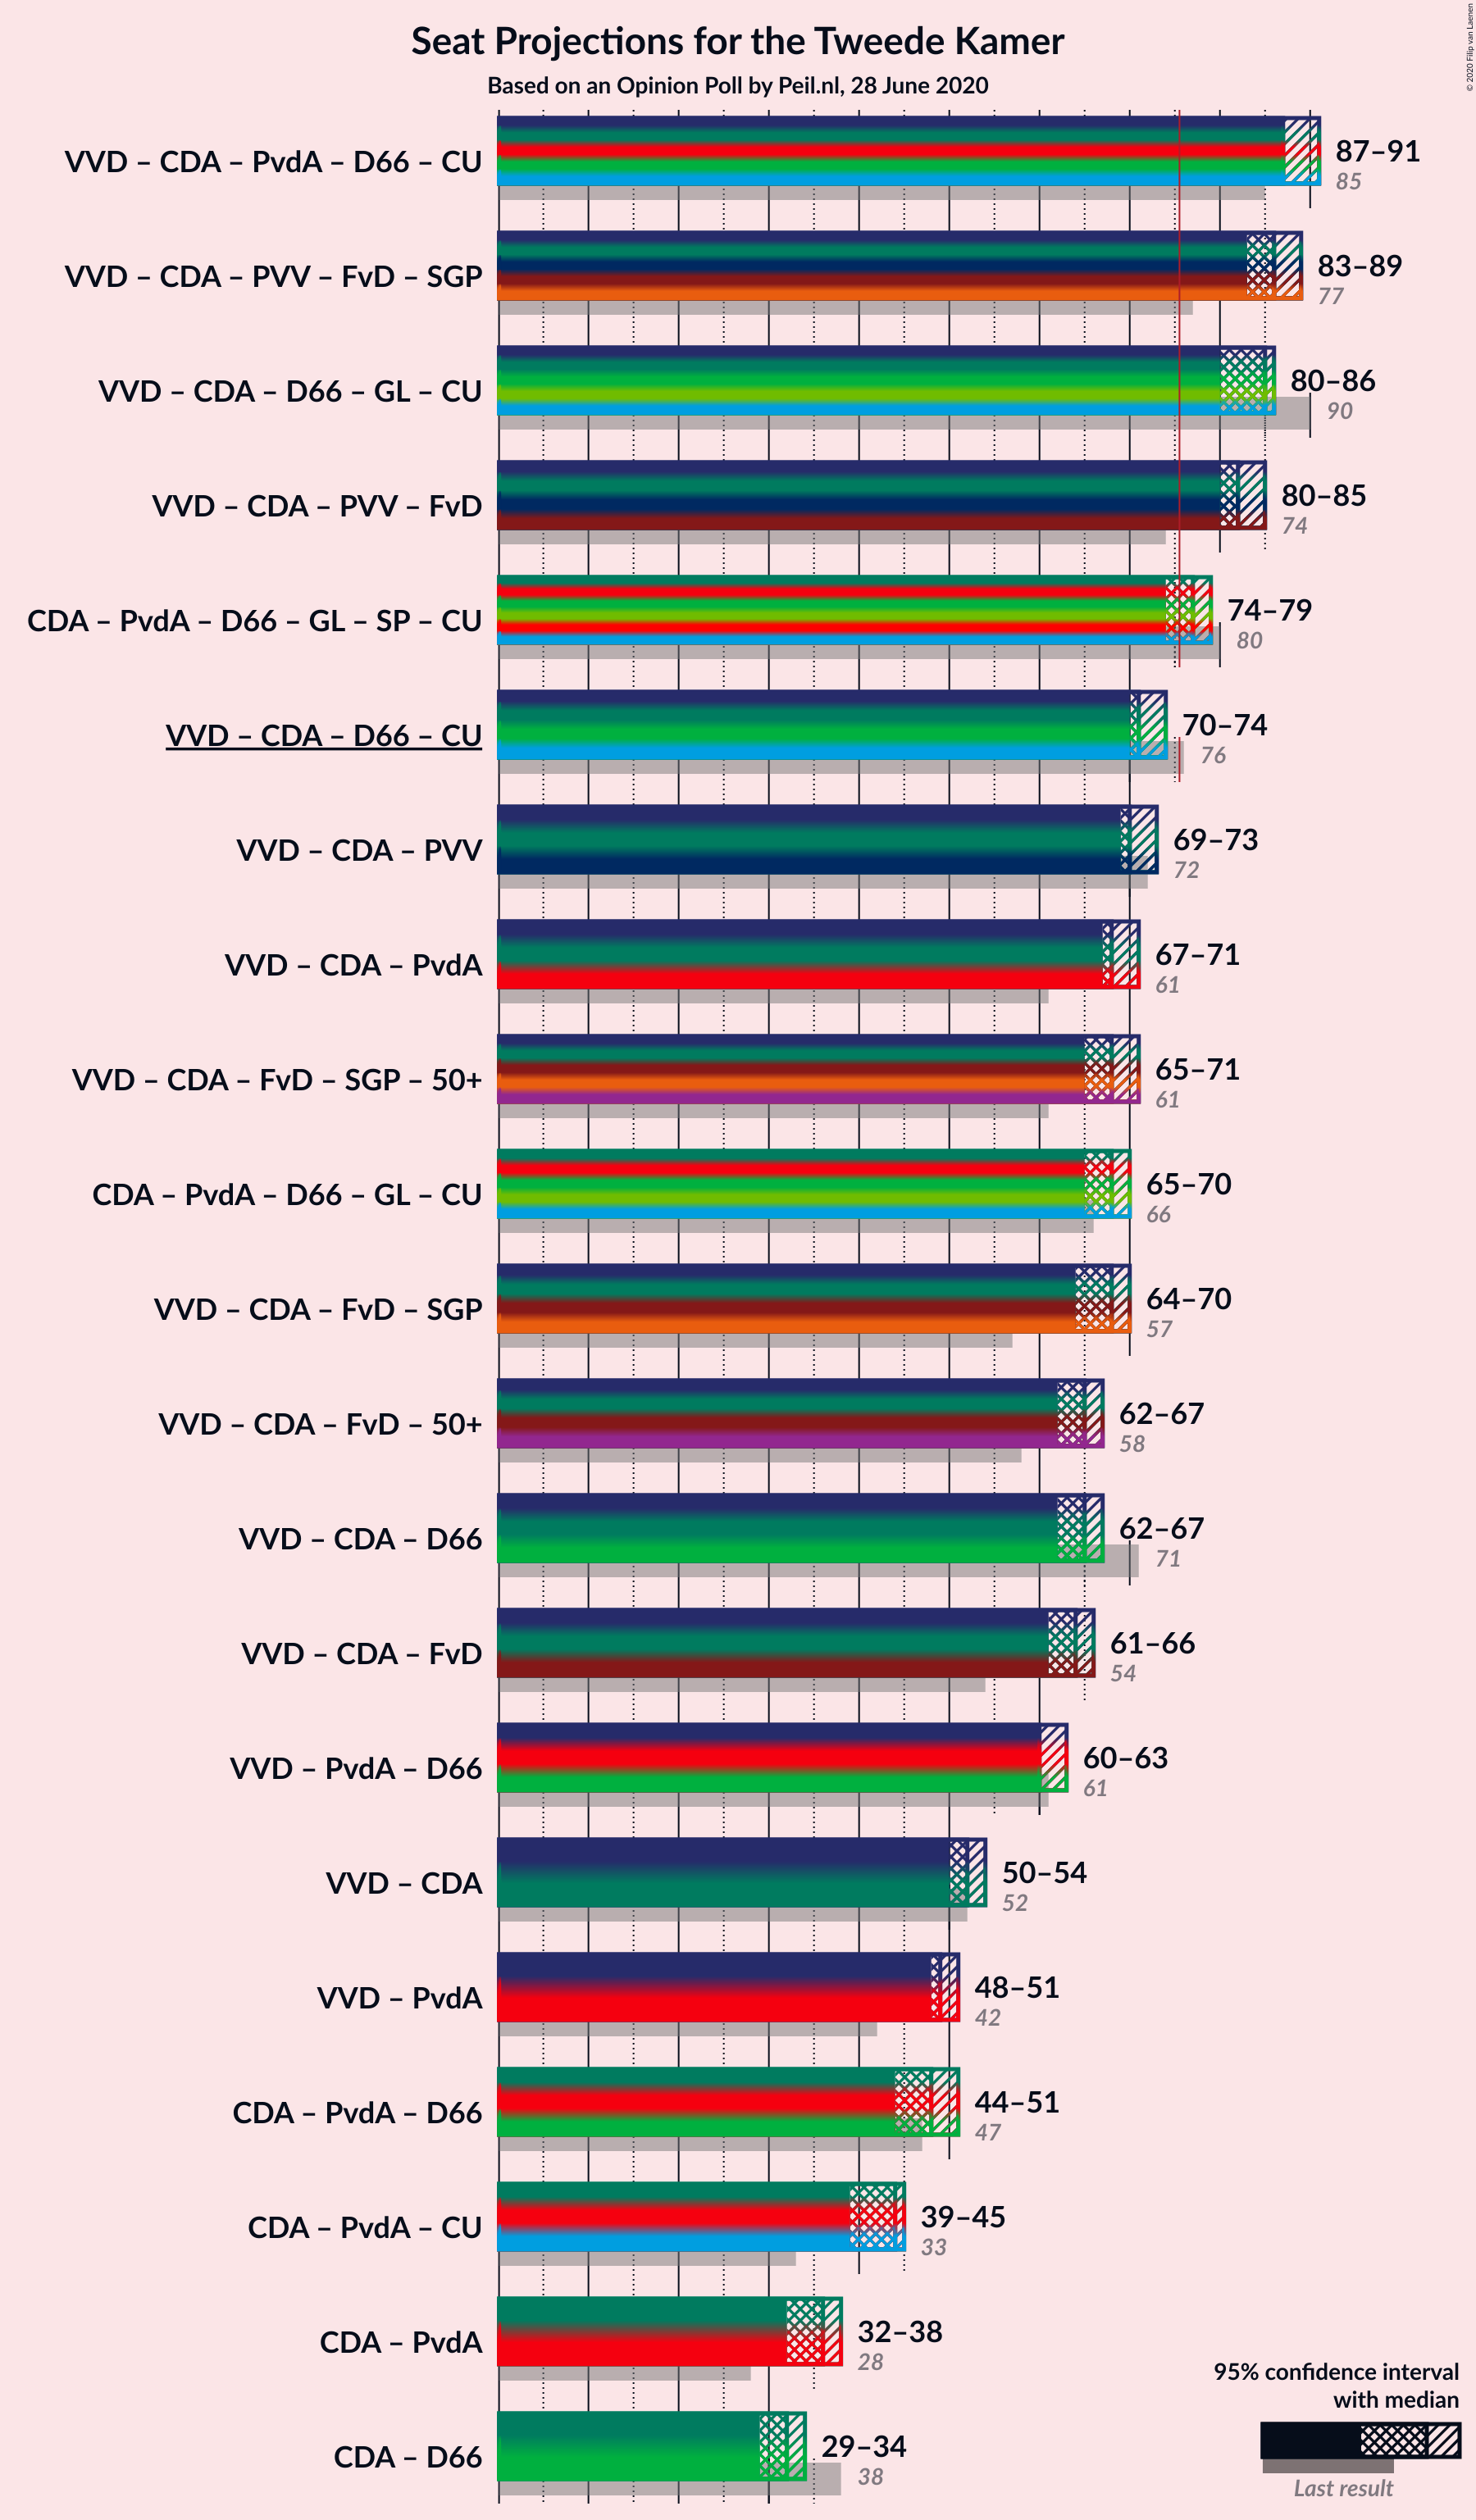 Seat Projections for the Tweede Kamer
Based on an Opinion Poll by Peil.nl, 28 June 2020
© 2020 Filip van Laenen
VVD – CDA – PvdA – D66 – CU
87–91
85
VVD – CDA – PVV – FvD – SGP
83–89
77
VVD – CDA – D66 – GL – CU
80–86
90
VVD – CDA – PVV – FvD
80–85
74
CDA – PvdA – D66 – GL – SP – CU
74–79
80
VVD – CDA – D66 – CU
70–74
76
VVD – CDA – PVV
69–73
72
VVD – CDA – PvdA
67–71
61
VVD – CDA – FvD – SGP – 50+
65–71
61
CDA – PvdA – D66 – GL – CU
65–70
66
VVD – CDA – FvD – SGP
64–70
57
VVD – CDA – FvD – 50+
62–67
58
VVD – CDA – D66
62–67
71
VVD – CDA – FvD
61–66
54
VVD – PvdA – D66
60–63
61
VVD – CDA
50–54
52
VVD – PvdA
48–51
42
CDA – PvdA – D66
44–51
47
CDA – PvdA – CU
39–45
33
CDA – PvdA
32–38
28
CDA – D66
29–34
38
95% confidence interval
with median
Last result